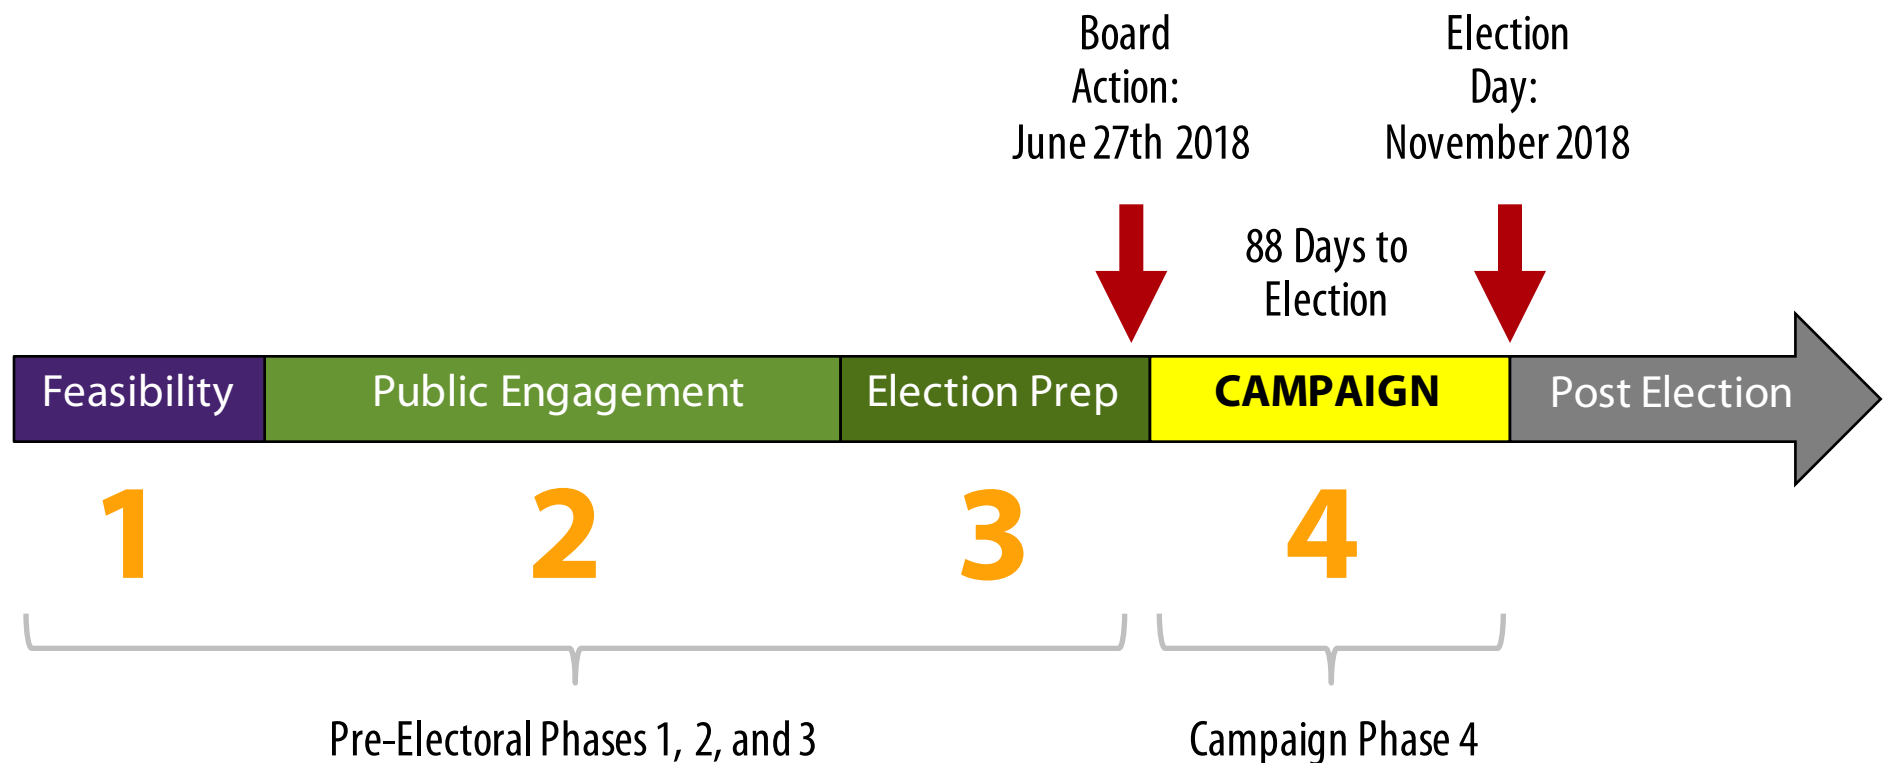 Board
Action:
June 27th 2018
Election
Day:
November 2018
88 Days to
Election
Feasibility
Public Engagement
Election Prep
CAMPAIGN
Post Election
1
2
3
4
Pre-Electoral Phases 1, 2, and 3
Campaign Phase 4